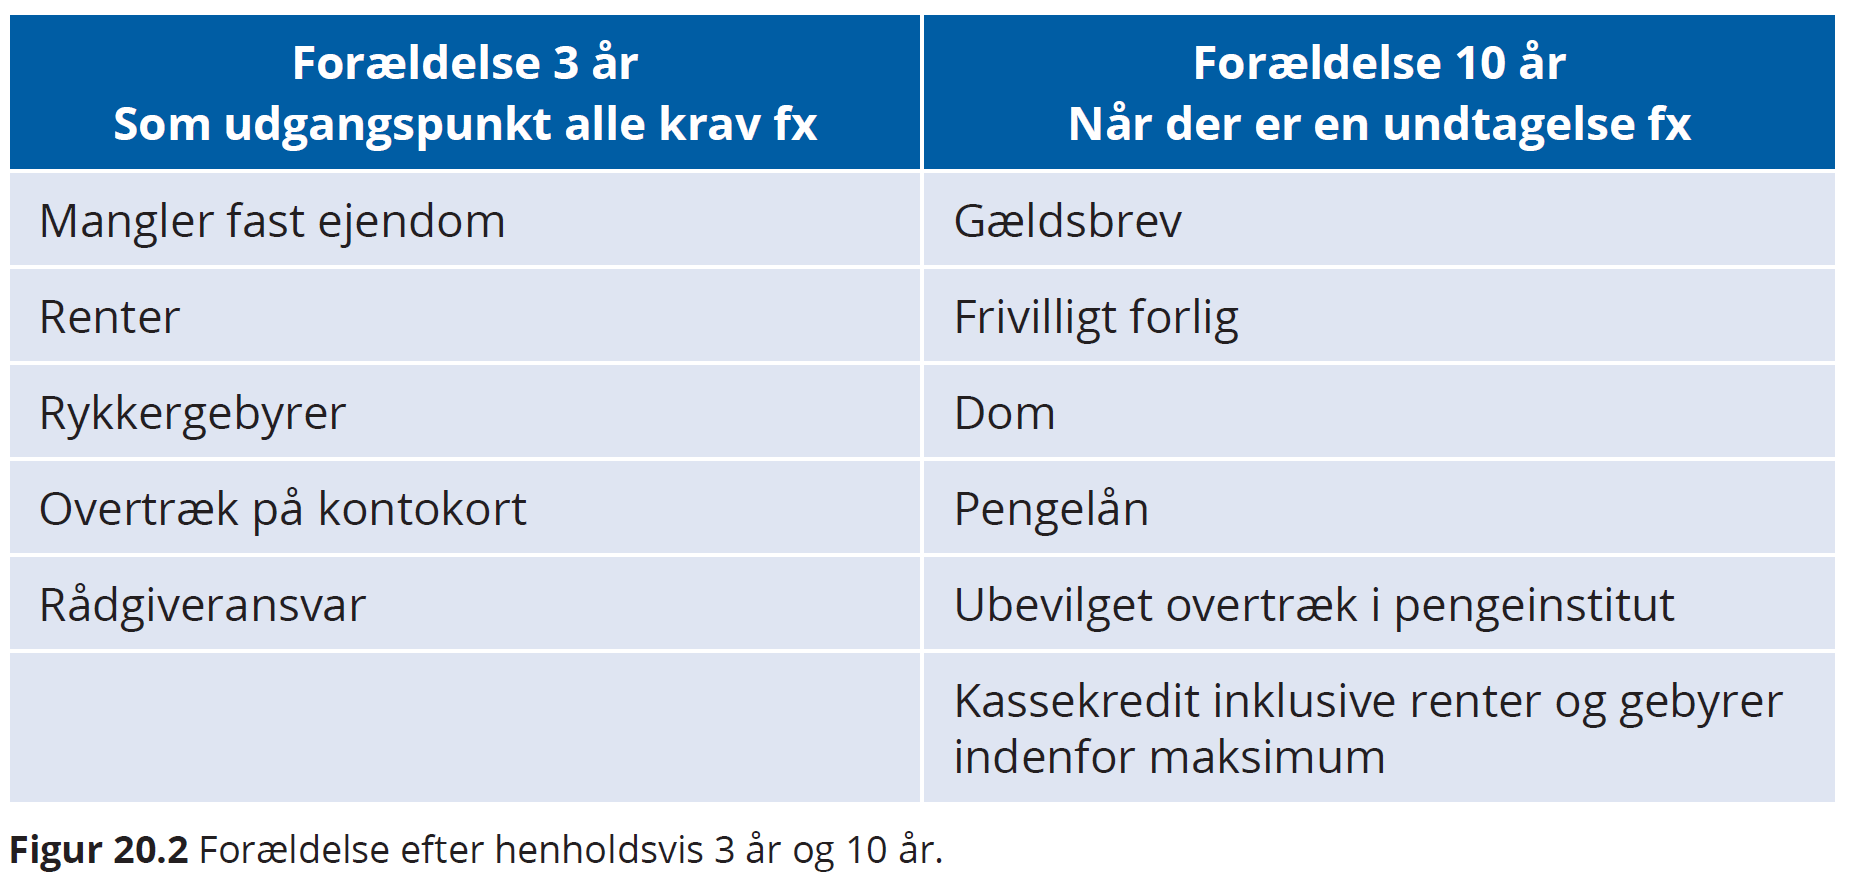 Forældelse 3 år
Som udgangspunkt alle krav fx
Forældelse 10 år
Når der er en undtagelse fx
Mangler fast ejendom
Gældsbrev
Renter
Frivilligt forlig
Rykkergebyrer
Dom
Overtræk på kontokort
Pengelån
Rådgiveransvar
Ubevilget overtræk i pengeinstitut
Kassekredit inklusive renter og gebyrer
indenfor maksimum
Figur 20.2 Forældelse efter henholdsvis 3 år og 10 år.